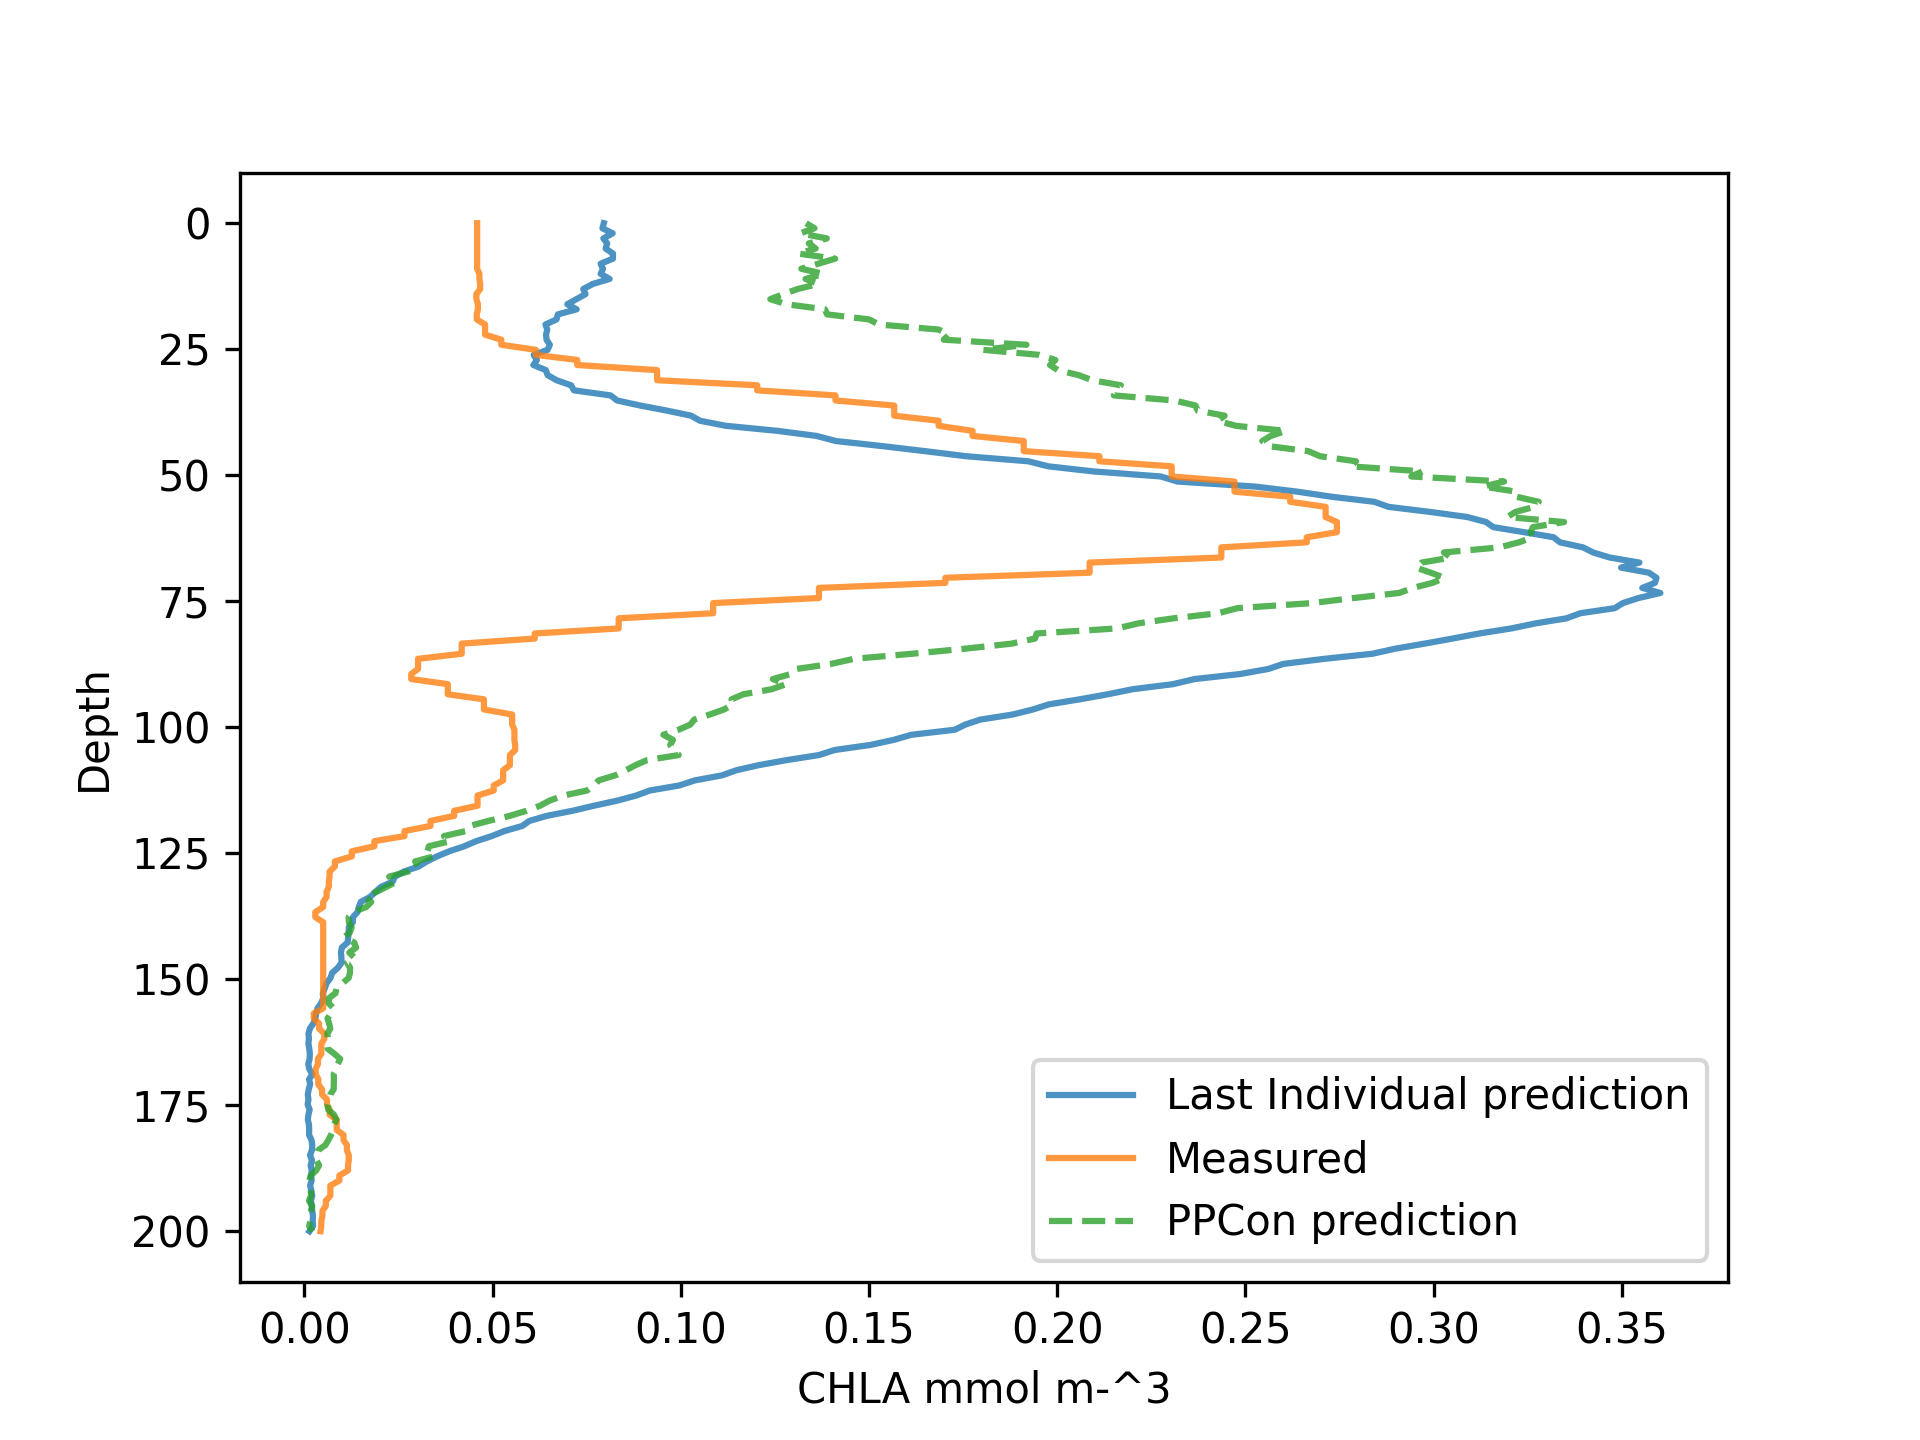 0
25
50
75
100
125
150
175
200
Depth
0.00 0.05 0.10 0.15 0.20 0.25 0.30 0.35
CHLA mmol m-^3
Last Individual prediction
Measured
PPCon prediction